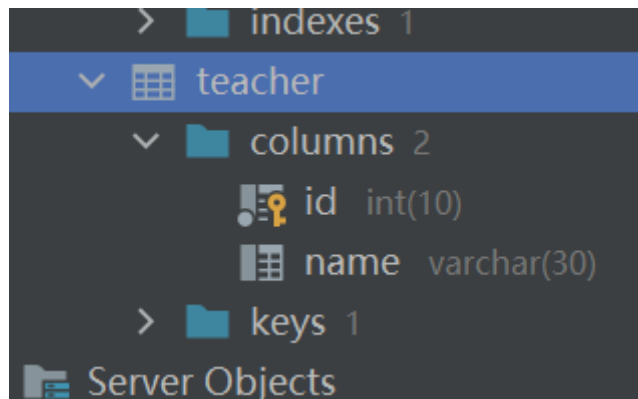 indexes 1
teacher
columns 2
id int(10)
name varchar(30)
keys 1
Server Objects